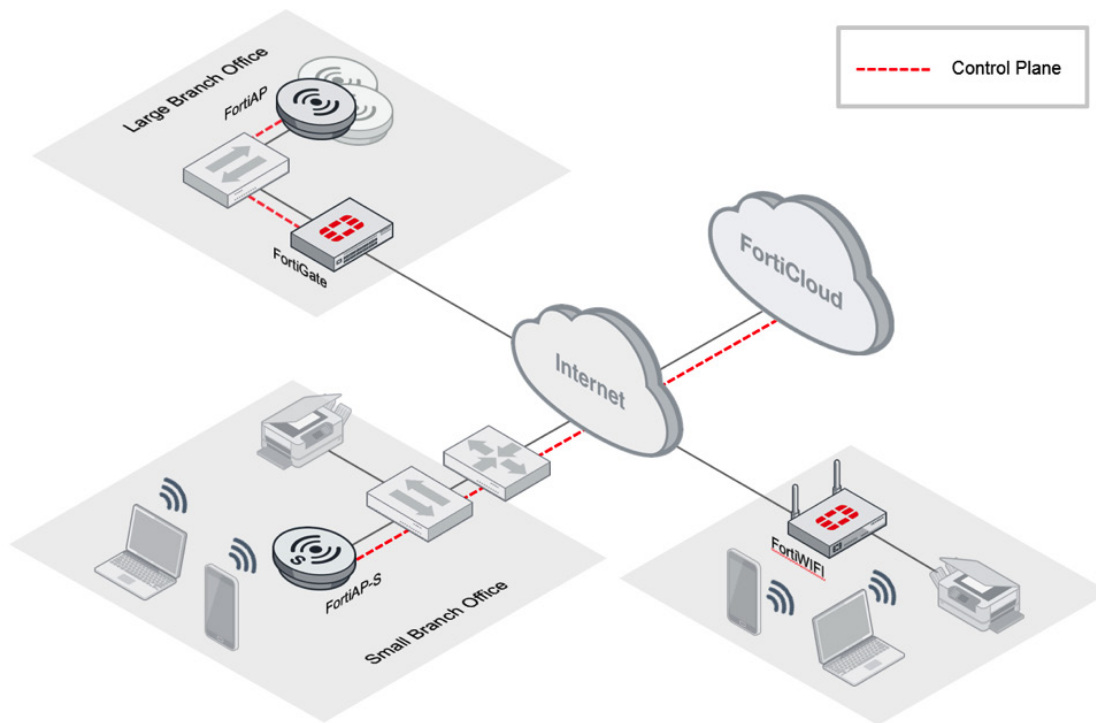 Control Plane
Large Branch Office
FortiAP
FortiGate
FortiCloud
Internet
FortiAP-S
S
Small Branch Office
FortiWIFI